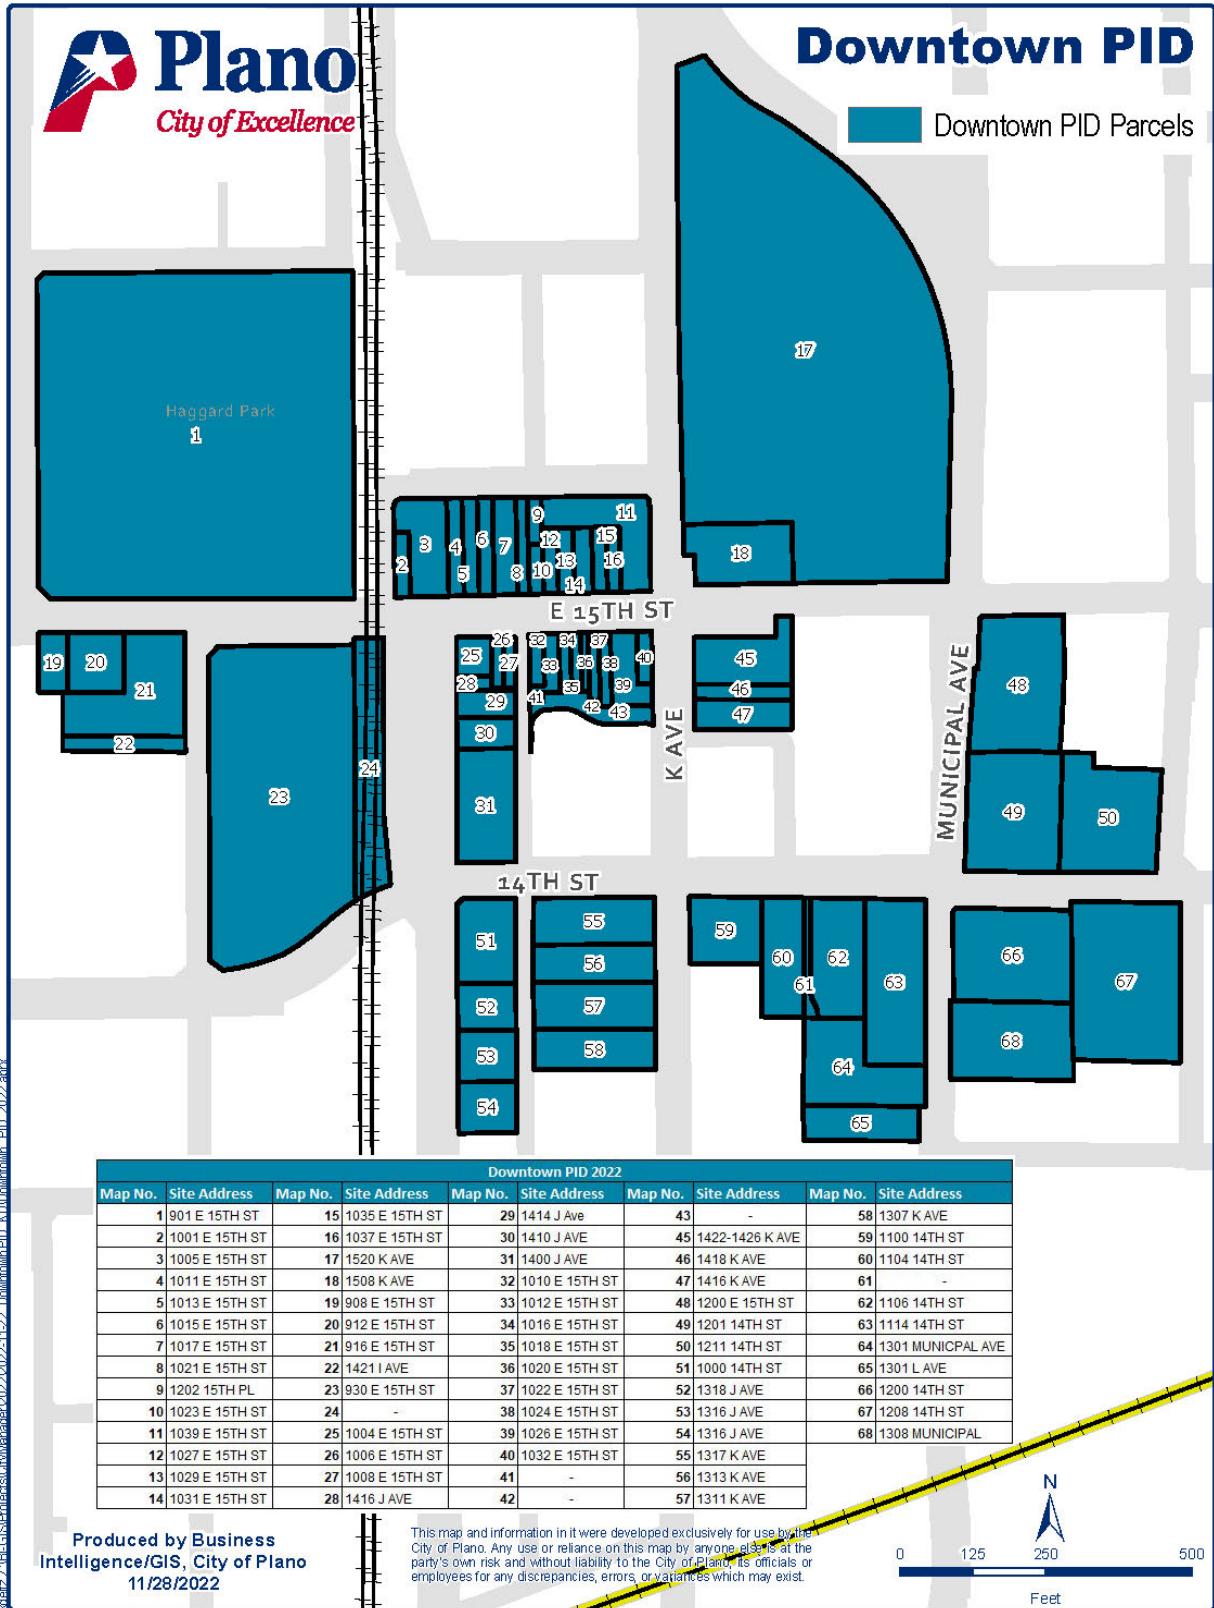 Plano
City of Excellence
Downtown PID
Downtown PID Parcels
Haggard Park
1
17
2
3
4
5
6
7
8
9
10
11
12
13
14
15
16
18
E 15TH ST
19
20
21
22
23
24
25
26
27
28
29
30
31
32
33
34
35
36
37
38
39
40
41
42
43
K AVE
45
46
47
MUNICIPAL AVE
48
49
50
14TH ST
51
52
53
54
55
56
57
58
59
60
61
62
63
64
65
66
67
68
Downtown PID 2022
Map No. Site Address Map No. Site Address Map No. Site Address Map No. Site Address Map No. Site Address
1 901 E 15TH ST 15 1035 E 15TH ST 29 1414 J Ave 43 - 58 1307 K AVE
2 1001 E 15TH ST 16 1037 E 15TH ST 30 1410 J AVE 45 1422-1426 K AVE 59 1100 14TH ST
3 1005 E 15TH ST 17 1520 K AVE 31 1400 J AVE 46 1418 K AVE 60 1104 14TH ST
4 1011 E 15TH ST 18 1508 K AVE 32 1010 E 15TH ST 47 1416 K AVE 61 -
5 1013 E 15TH ST 19 908 E 15TH ST 33 1012 E 15TH ST 48 1200 E 15TH ST 62 1106 14TH ST
6 1015 E 15TH ST 20 912 E 15TH ST 34 1016 E 15TH ST 49 1201 14TH ST 63 1114 14TH ST
7 1017 E 15TH ST 21 916 E 15TH ST 35 1018 E 15TH ST 50 1211 14TH ST 64 1301 MUNICPAL AVE
8 1021 E 15TH ST 22 1421 I AVE 36 1020 E 15TH ST 51 1000 14TH ST 65 1301 L AVE
9 1202 15TH PL 23 930 E 15TH ST 37 1022 E 15TH ST 52 1318 J AVE 66 1200 14TH ST
10 1023 E 15TH ST 24 - 38 1024 E 15TH ST 53 1316 J AVE 67 1208 14TH ST
11 1039 E 15TH ST 25 1004 E 15TH ST 39 1026 E 15TH ST 54 1316 J AVE 68 1308 MUNICIPAL
12 1027 E 15TH ST 26 1006 E 15TH ST 40 1032 E 15TH ST 55 1317 K AVE
13 1029 E 15TH ST 27 1008 E 15TH ST 41 - 56 1313 K AVE
14 1031 E 15TH ST 28 1416 J AVE 42 - 57 1311 K AVE
Produced by Business
Intelligence/GIS, City of Plano
11/28/2022
This map and information in it were developed exclusively for use by the
City of Plano. Any use or reliance on this map by anyone else is at the
party's own risk and without liability to the City of Plano, its officials or
employees for any discrepancies, errors, or variances which may exist.
N
0 125 250 500
Feet